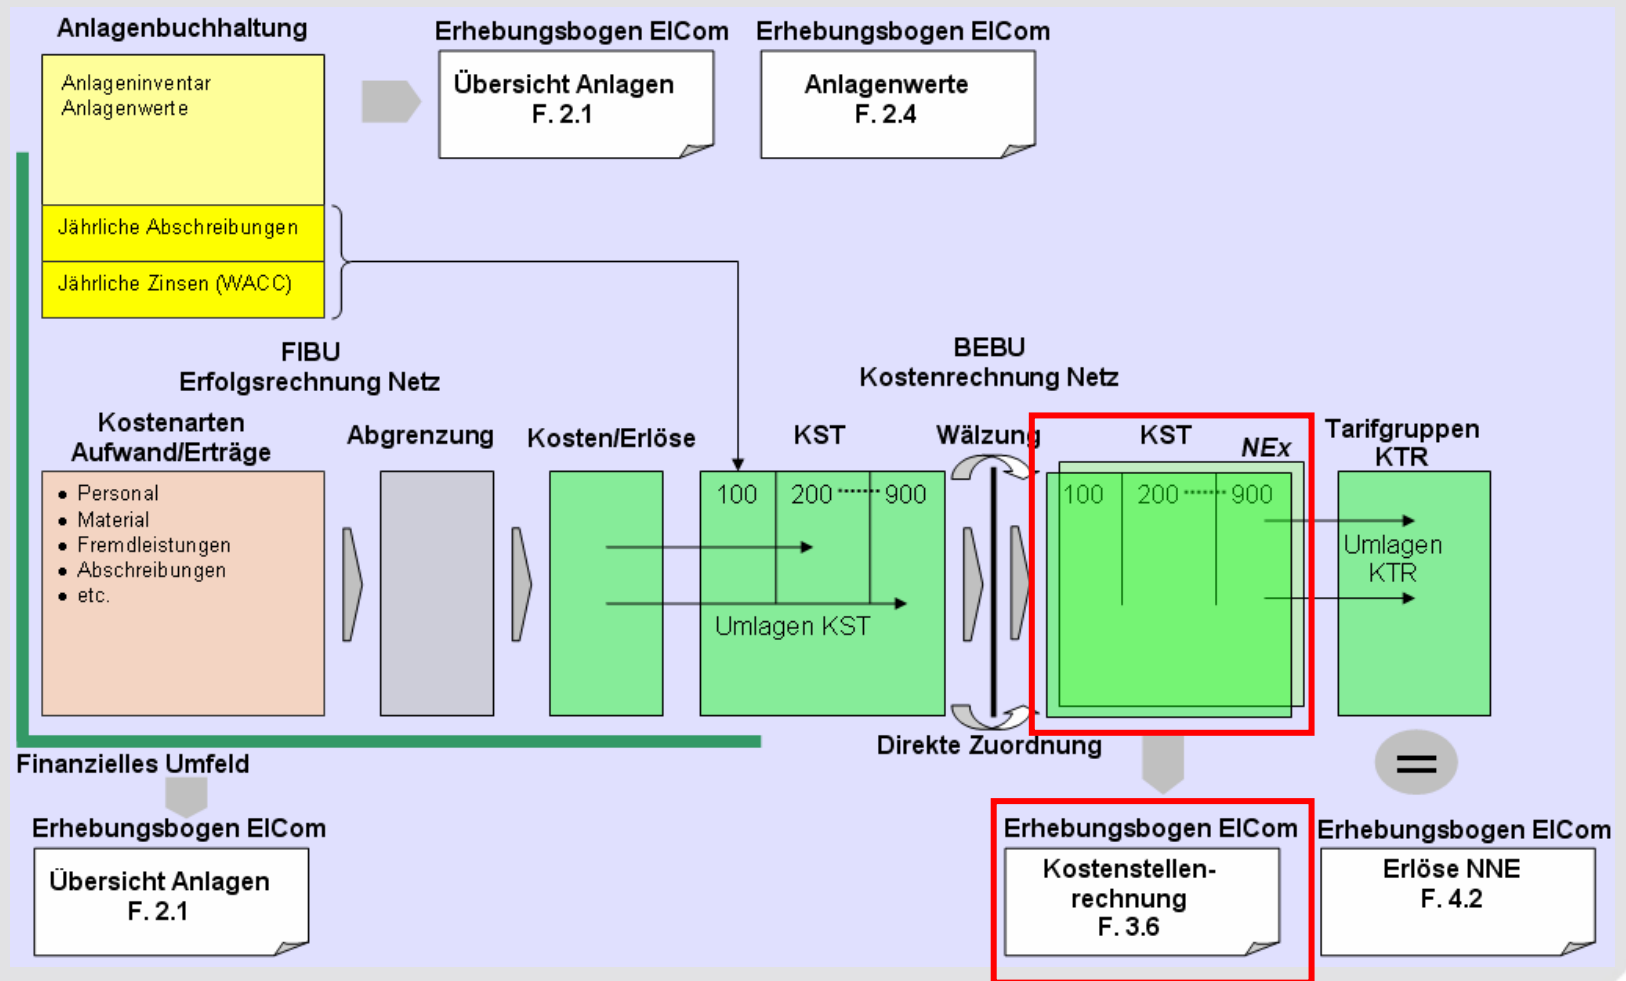 Anlagenbuchhaltung
Anlageninventar
Anlagenwerte
Jährliche Abschreibungen
Jährliche Zinsen (WACC)
Erhebungsbogen ElCom
Übersicht Anlagen
F. 2.1
Erhebungsbogen ElCom
Anlagenwerte
F. 2.4
FIBU
Erfolgsrechnung Netz
BEBU
Kostenrechnung Netz
Kostenarten
Aufwand/Erträge
• Personal
• Material
• Fremdleistungen
• Abschreibungen
• etc.
Abgrenzung
Kosten/Erlöse
KST
100
200 ······· 900
Umlagen KST
Wälzung
Direkte Zuordnung
KST
NEx
100
200 ······· 900
Tarifgruppen
KTR
Umlagen
KTR
Finanzielles Umfeld
Erhebungsbogen ElCom
Übersicht Anlagen
F. 2.1
Erhebungsbogen ElCom
Kostenstellen-
rechnung
F. 3.6
=
Erhebungsbogen ElCom
Erlöse NNE
F. 4.2